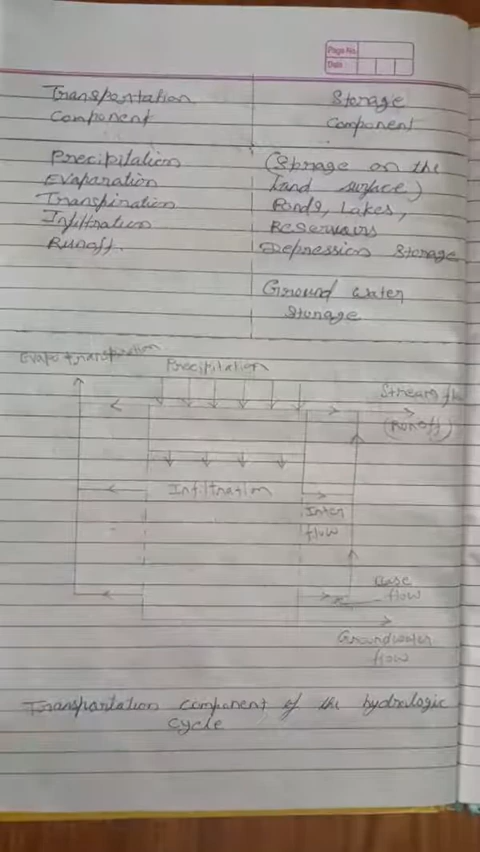 Page No.
Date
Transportation
Component
Storage
Component
Precipitation
Evaporation
Transpiration
Infiltration
Runoff.
(Storage on the
land surface)
Ponds, Lakes,
Reservoirs
Depression Storage
Ground water
Storage
Evapotranspiration
Precipitation
Stream fl
(Runoff)
Infiltration
Inter
flow
Base
flow
Groundwater
flow
Transportation component of the hydrologic
cycle